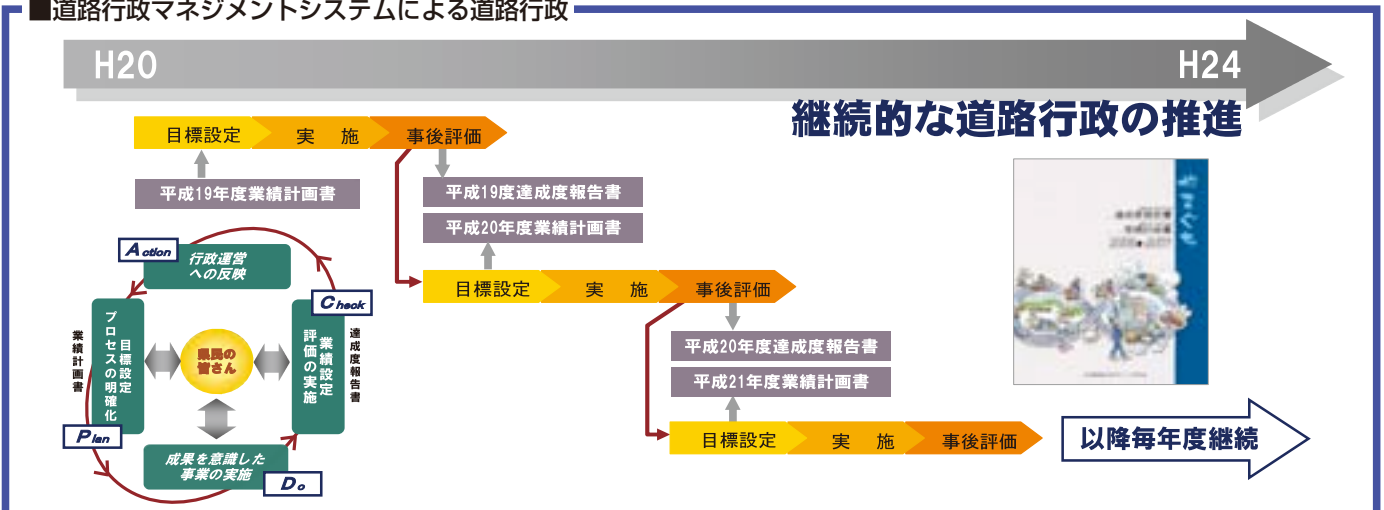 ■道路行政マネジメントシステムによる道路行政
H20
H24
継続的な道路行政の推進
目標設定
実 施
事後評価
平成19年度業績計画書
平成19度達成度報告書
平成20年度業績計画書
目標設定
実 施
事後評価
平成20年度達成度報告書
平成21年度業績計画書
目標設定
実 施
事後評価
以降毎年度継続
Action
行政運営
への反映
Check
業績設定
評価の実施
達成度報告書
県民の
皆さん
目標設定
プロセスの明確化
業績計画書
Plan
成果を意識した
事業の実施
Do